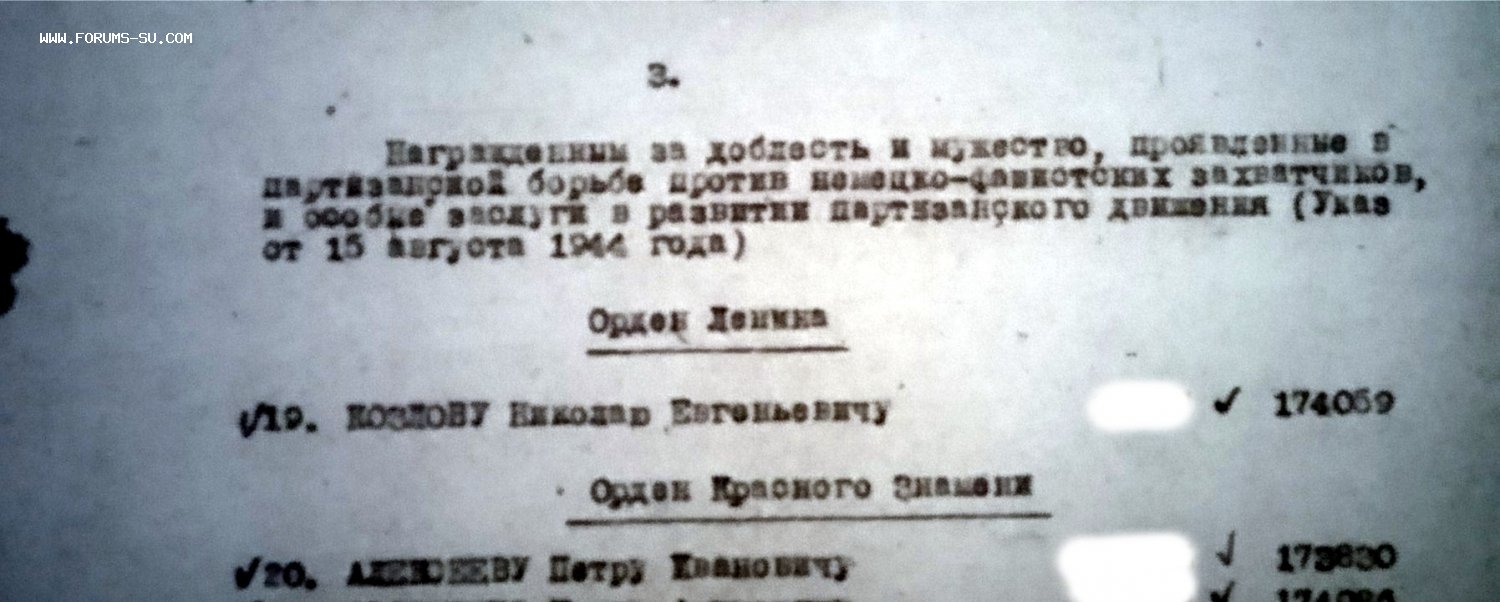 WWW.FORUMS-SU.COM
3.
Награжденным за доблесть и мужество, проявленные в
партизанской борьбе против немецко-фашистских захватчиков,
и особые заслуги в развитии партизанского движения (Указ
от 15 августа 1944 года)
Орден Ленина
19. КОЗЛОВУ Николаю Евгеньевичу ✓ 174059
Орден Красного Знамени
✓20. АЛЕКСЕЕВУ Петру Ивановичу ✓ 173830